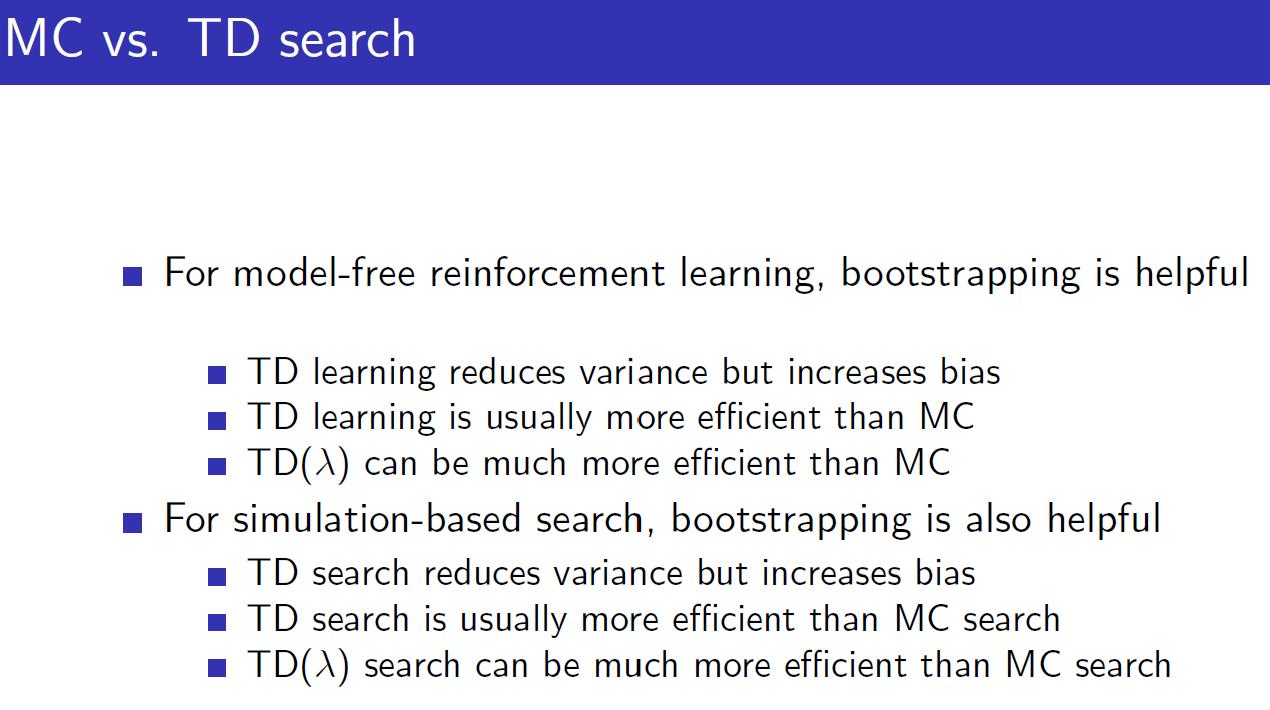 MC vs. TD search
For model-free reinforcement learning, bootstrapping is helpful
TD learning reduces variance but increases bias
TD learning is usually more efficient than MC
TD(λ) can be much more efficient than MC
For simulation-based search, bootstrapping is also helpful
TD search reduces variance but increases bias
TD search is usually more efficient than MC search
TD(λ) search can be much more efficient than MC search